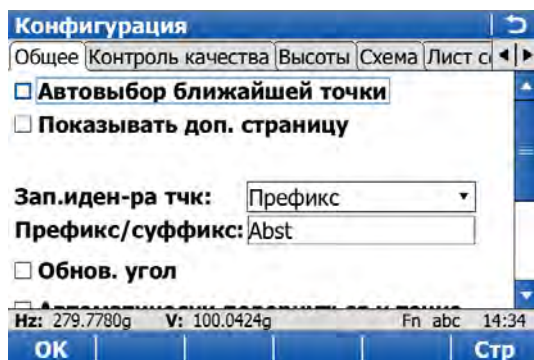 Конфигурация
Общее Контроль качества Высоты Схема Лист
Автовыбор ближайшей точки
Показывать доп. страницу
Зап.иден-ра тчк: Префикс
Префикс/суффикс: Abst
Обнов. угол
Hz: 279.7780g V: 100.0424g Fn abc 14:34
OK Стр